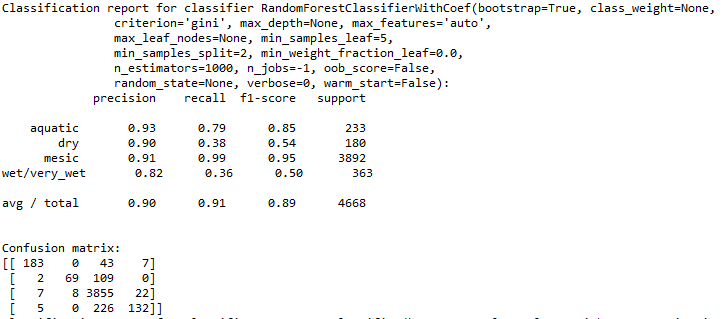 Classification report for classifier RandomForestClassifierWithCoef(bootstrap=True, class_weight=None,
criterion='gini', max_depth=None, max_features='auto',
max_leaf_nodes=None, min_samples_leaf=5,
min_samples_split=2, min_weight_fraction_leaf=0.0,
n_estimators=1000, n_jobs=-1, oob_score=False,
random_state=None, verbose=0, warm_start=False):
precision recall f1-score support
aquatic 0.93 0.79 0.85 233
dry 0.90 0.38 0.54 180
mesic 0.91 0.99 0.95 3892
wet/very_wet 0.82 0.36 0.50 363
avg / total 0.90 0.91 0.89 4668
Confusion matrix:
[[ 183 0 43 7]
[ 2 69 109 0]
[ 7 8 3855 22]
[ 5 0 226 132]]